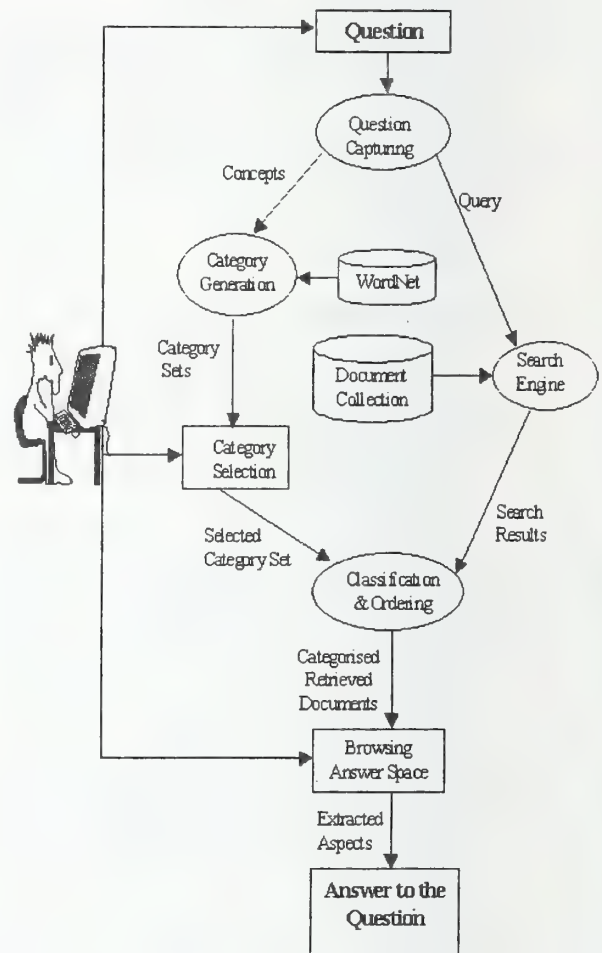 Question
Question
Capturing
Concepts
Query
Category
Generation
WordNet
Category
Sets
Document
Collection
Search
Engine
Category
Selection
Selected
Category Set
Search
Results
Classification
& Ordering
Categorised
Retrieved
Documents
Browsing
Answer Space
Extracted
Aspects
Answer to the
Question